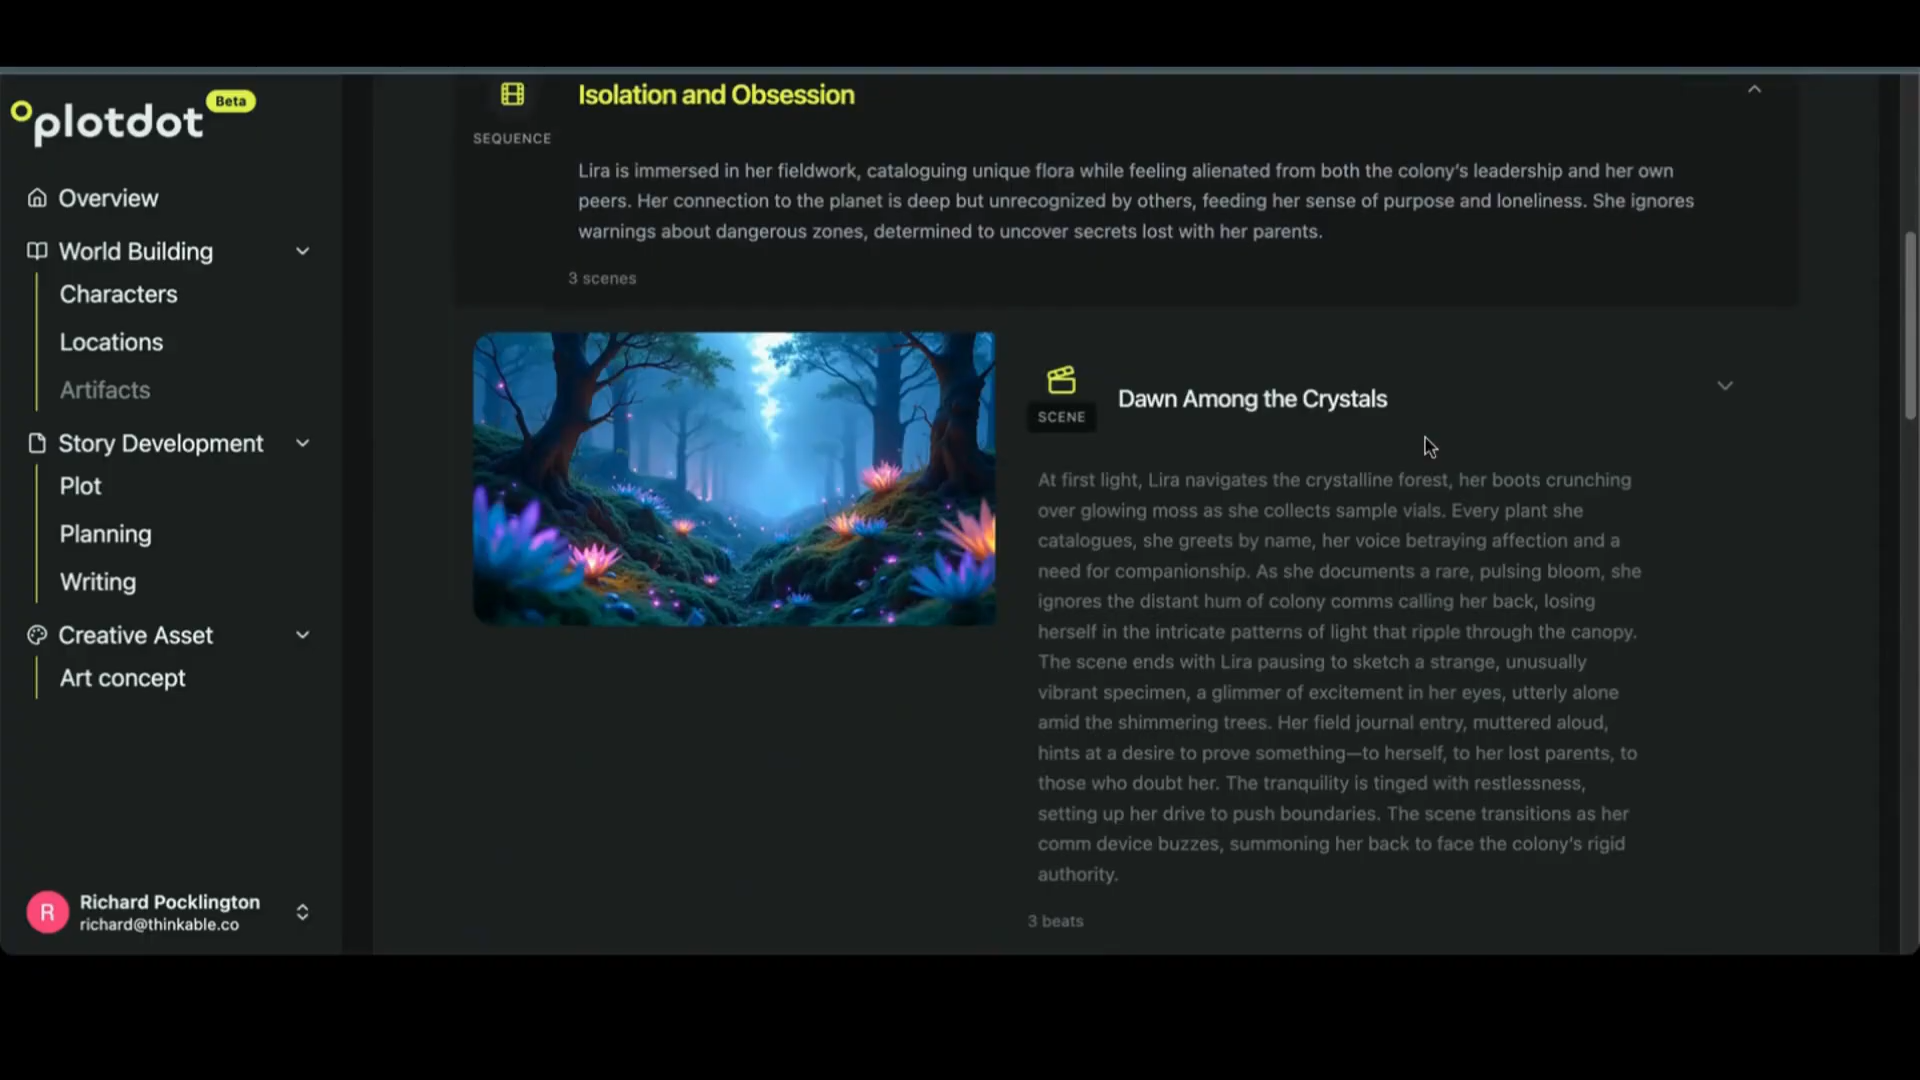 plotdot
Beta
Overview
World Building
Characters
Locations
Artifacts
Story Development
Plot
Planning
Writing
Creative Asset
Art concept
R
Richard Pocklington
richard@thinkable.co
SEQUENCE
Isolation and Obsession
Lira is immersed in her fieldwork, cataloguing unique flora while feeling alienated from both the colony's leadership and her own
peers. Her connection to the planet is deep but unrecognized by others, feeding her sense of purpose and loneliness. She ignores
warnings about dangerous zones, determined to uncover secrets lost with her parents.
3 scenes
SCENE
Dawn Among the Crystals
At first light, Lira navigates the crystalline forest, her boots crunching
over glowing moss as she collects sample vials. Every plant she
catalogues, she greets by name, her voice betraying affection and a
need for companionship. As she documents a rare, pulsing bloom, she
ignores the distant hum of colony comms calling her back, losing
herself in the intricate patterns of light that ripple through the canopy.
The scene ends with Lira pausing to sketch a strange, unusually
vibrant specimen, a glimmer of excitement in her eyes, utterly alone
amid the shimmering trees. Her field journal entry, muttered aloud,
hints at a desire to prove something—to herself, to her lost parents, to
those who doubt her. The tranquility is tinged with restlessness,
setting up her drive to push boundaries. The scene transitions as her
comm device buzzes, summoning her back to face the colony's rigid
authority.
3 beats